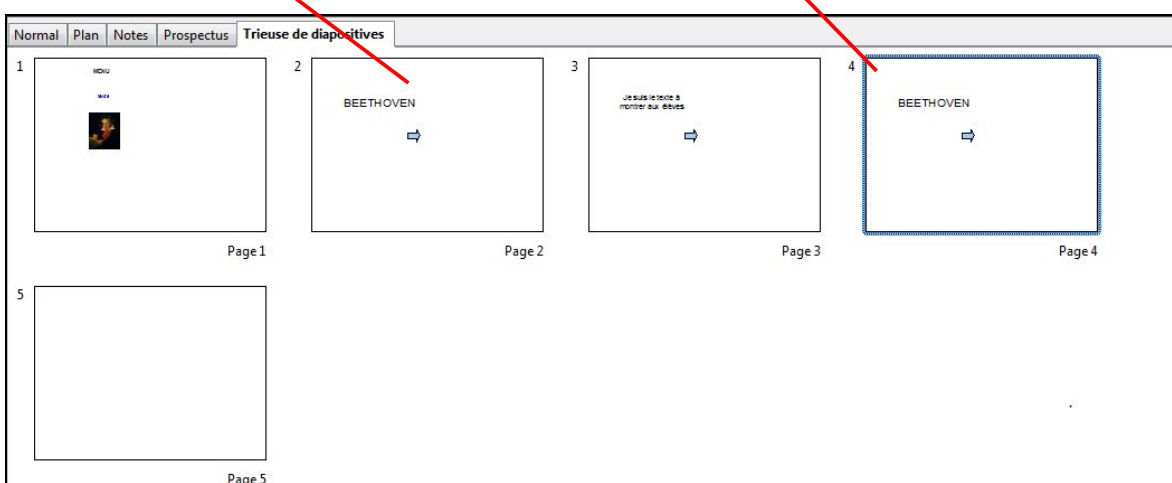 Normal Plan Notes Prospectus Trieuse de diapositives
1 2 3 4
MENU
BEETHOVEN
Je suis le texte à
montrer aux élèves
BEETHOVEN
Page 1 Page 2 Page 3 Page 4
5
Page 5